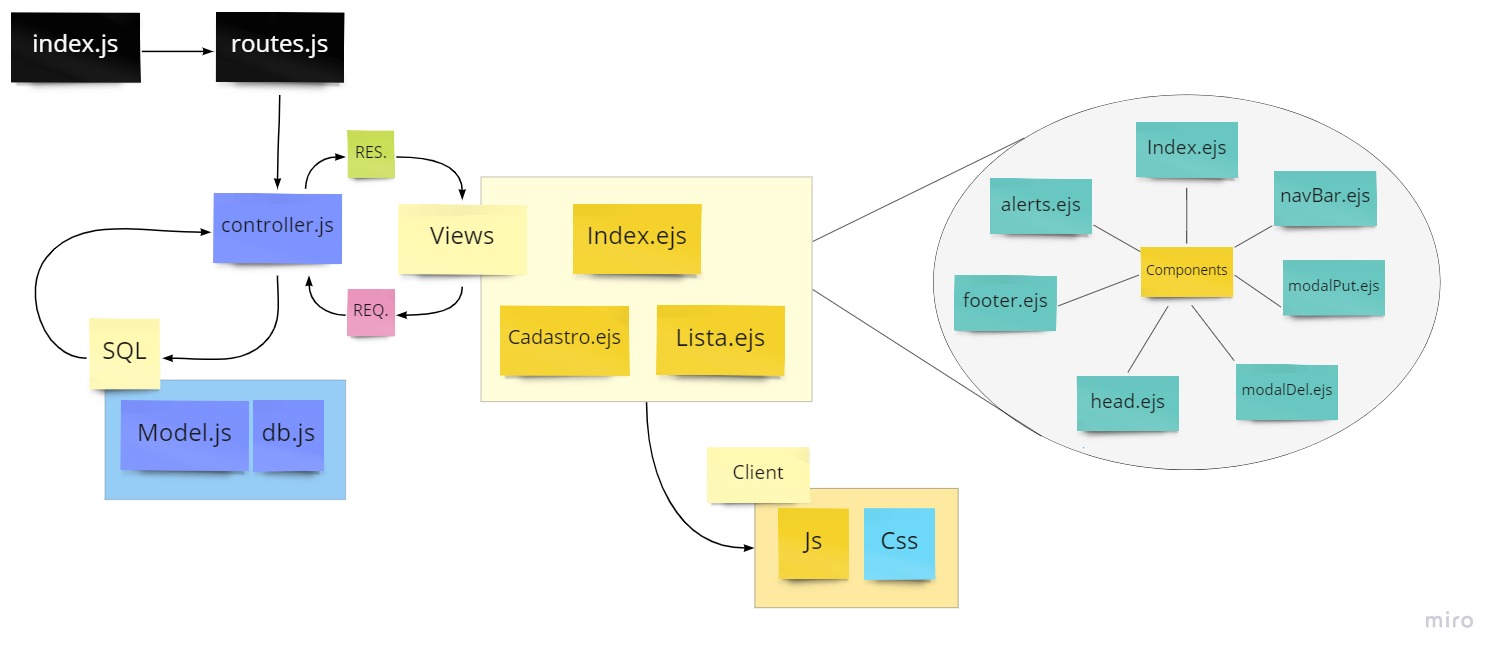 index.js
routes.js
RES.
controller.js
Views
REQ.
SQL
Model.js
db.js
Index.ejs
Cadastro.ejs
Lista.ejs
Client
Js
Css
Index.ejs
alerts.ejs
navBar.ejs
Components
footer.ejs
modalPut.ejs
head.ejs
modalDel.ejs
miro